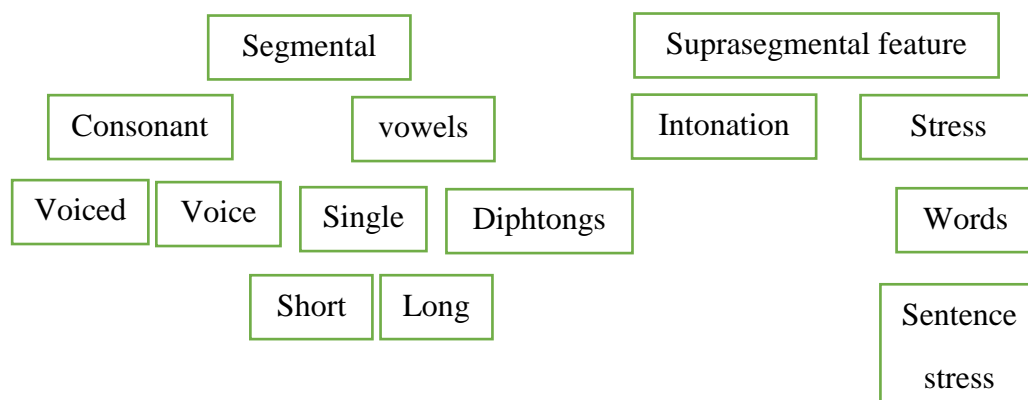 Segmental
Suprasegmental feature
Consonant
vowels
Intonation
Stress
Voiced
Voice
Single
Diphtongs
Words
Short
Long
Sentence
stress